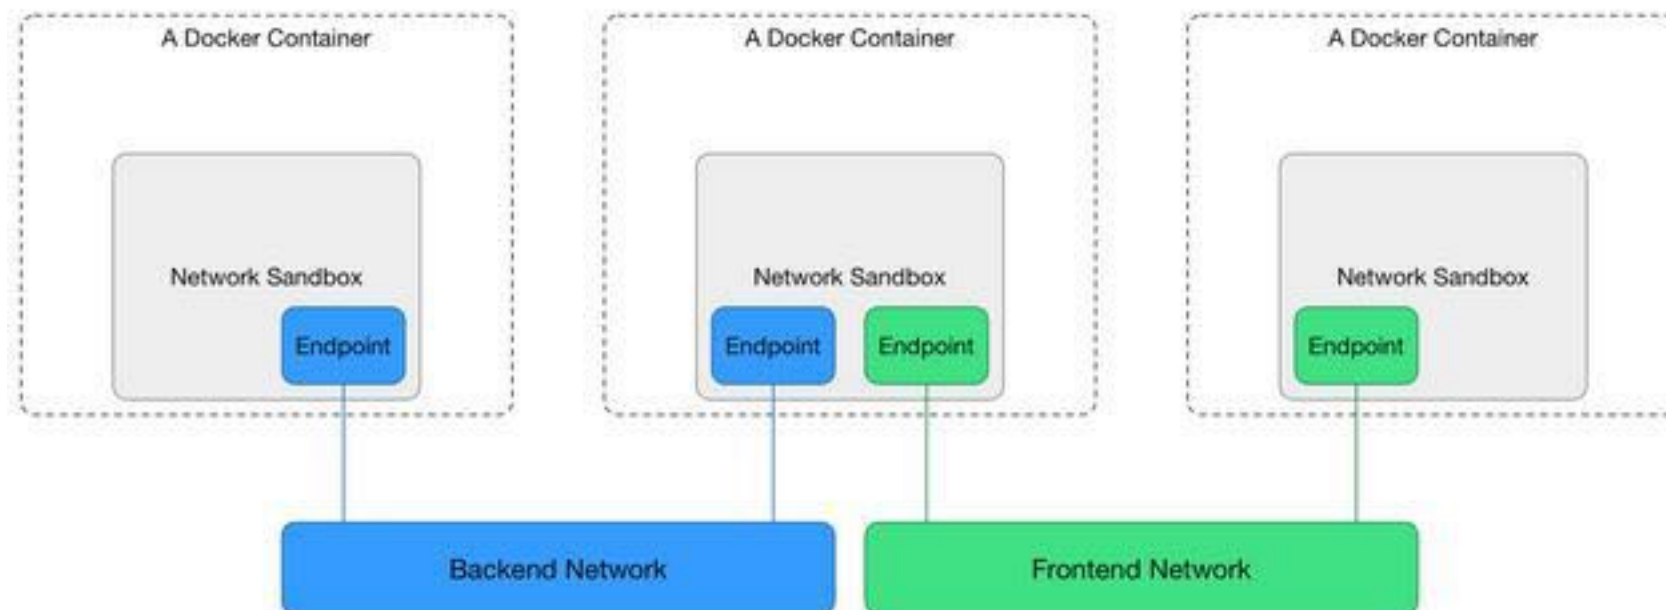 A Docker Container
A Docker Container
A Docker Container
Network Sandbox
Network Sandbox
Network Sandbox
Endpoint
Endpoint
Endpoint
Endpoint
Backend Network
Frontend Network